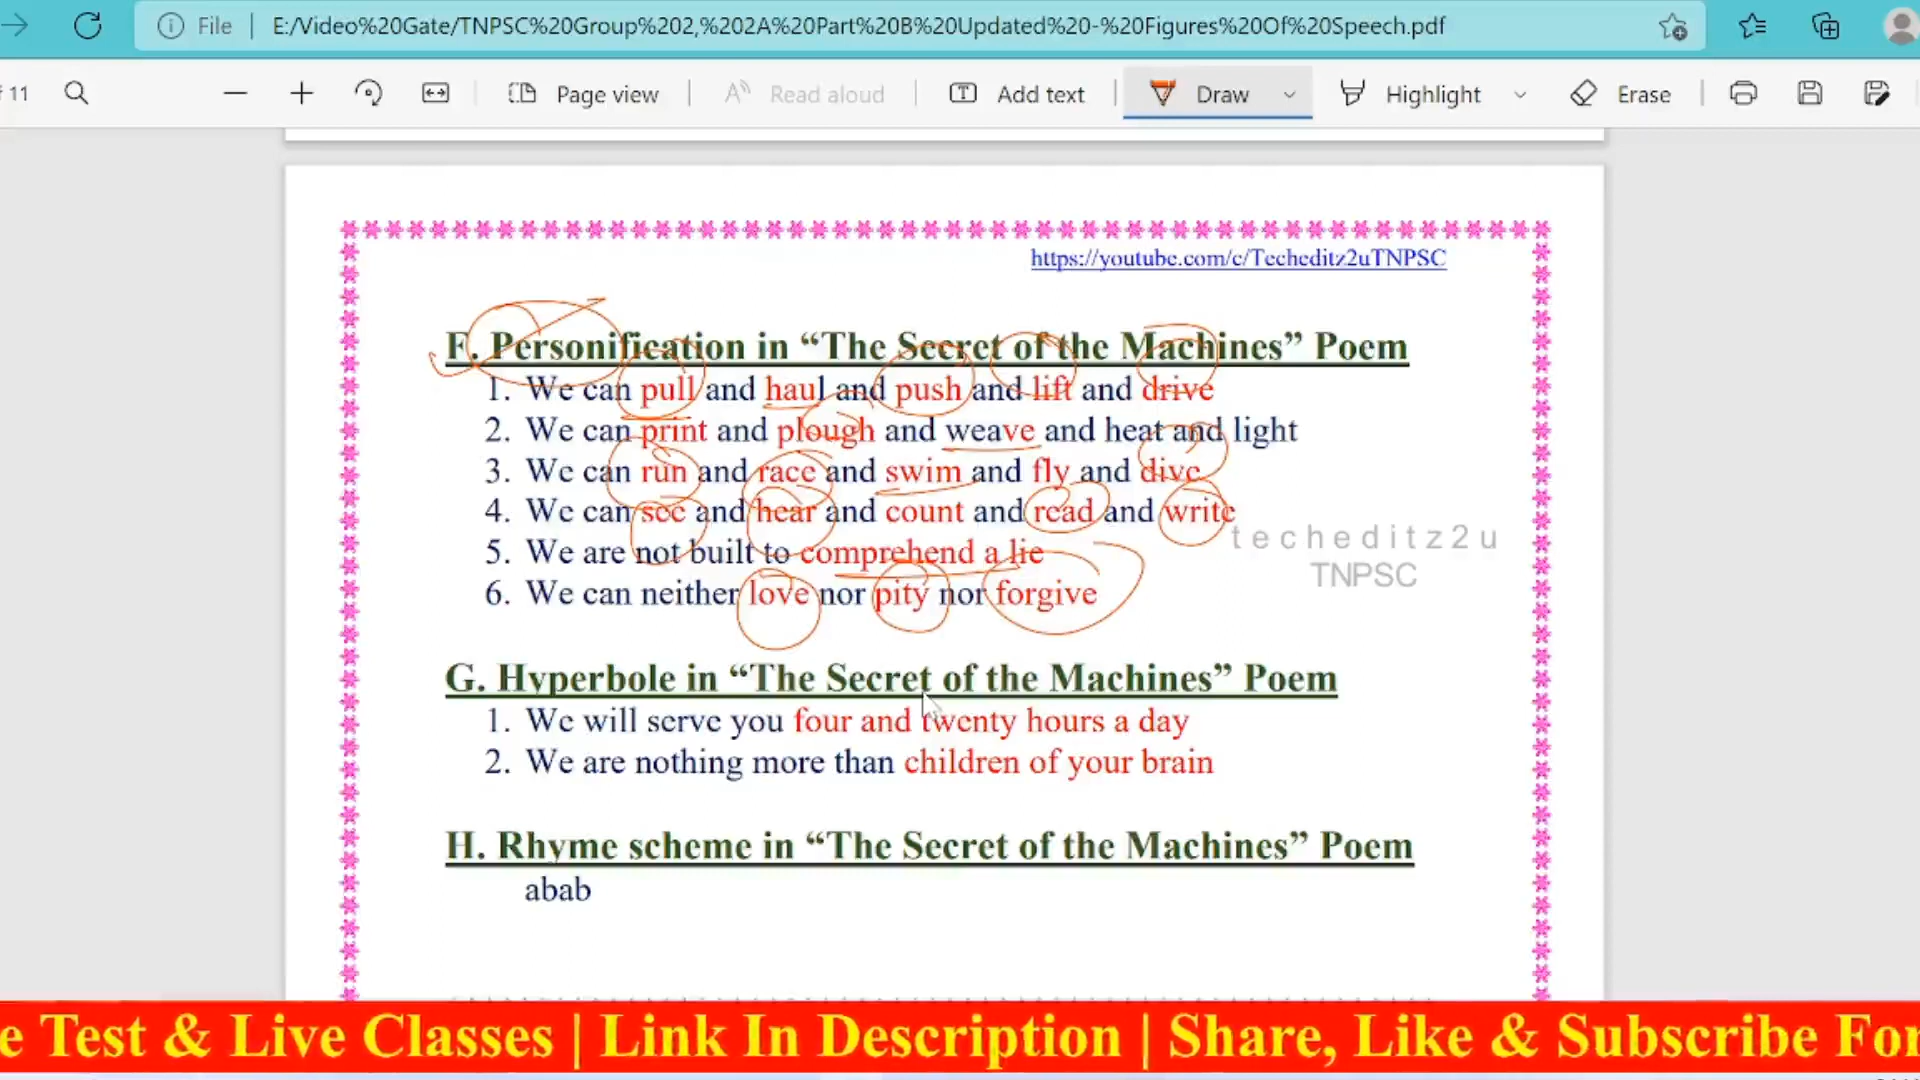 File | E:/Video%20Gate/TNPSC%20Group%202,%202A%20Part%20B%20Updated%20-%20Figures%20Of%20Speech.pdf
11
Page view
Read aloud
Add text
Draw
Highlight
Erase
https://youtube.com/c/Techeditz2uTNPSC
F. Personification in “The Secret of the Machines” Poem
1. We can pull and haul and push and lift and drive
2. We can print and plough and weave and heat and light
3. We can run and race and swim and fly and dive
4. We can see and hear and count and read and write
5. We are not built to comprehend a lie
6. We can neither love nor pity nor forgive
techeditz2u
TNPSC
G. Hyperbole in “The Secret of the Machines” Poem
1. We will serve you four and twenty hours a day
2. We are nothing more than children of your brain
H. Rhyme scheme in “The Secret of the Machines” Poem
abab
e Test & Live Classes | Link In Description | Share, Like & Subscribe For